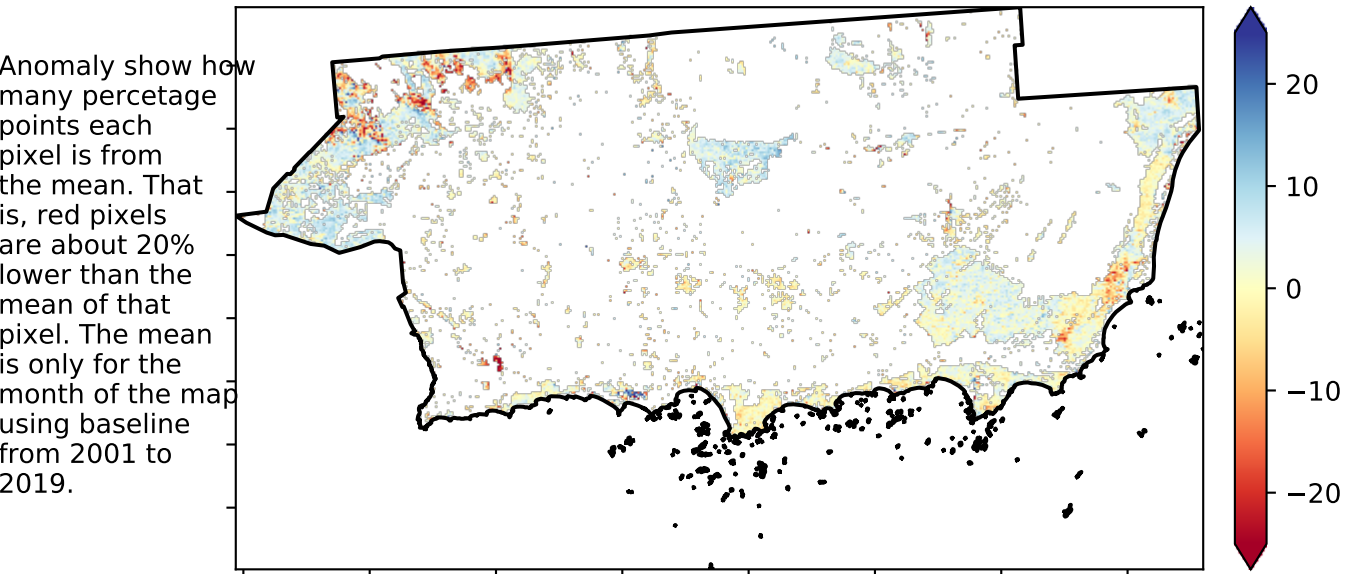 Anomaly show how
many percetage
points each
pixel is from
the mean. That
is, red pixels
are about 20%
lower than the
mean of that
pixel. The mean
is only for the
month of the map
using baseline
from 2001 to
2019.
20
10
0
−10
−20